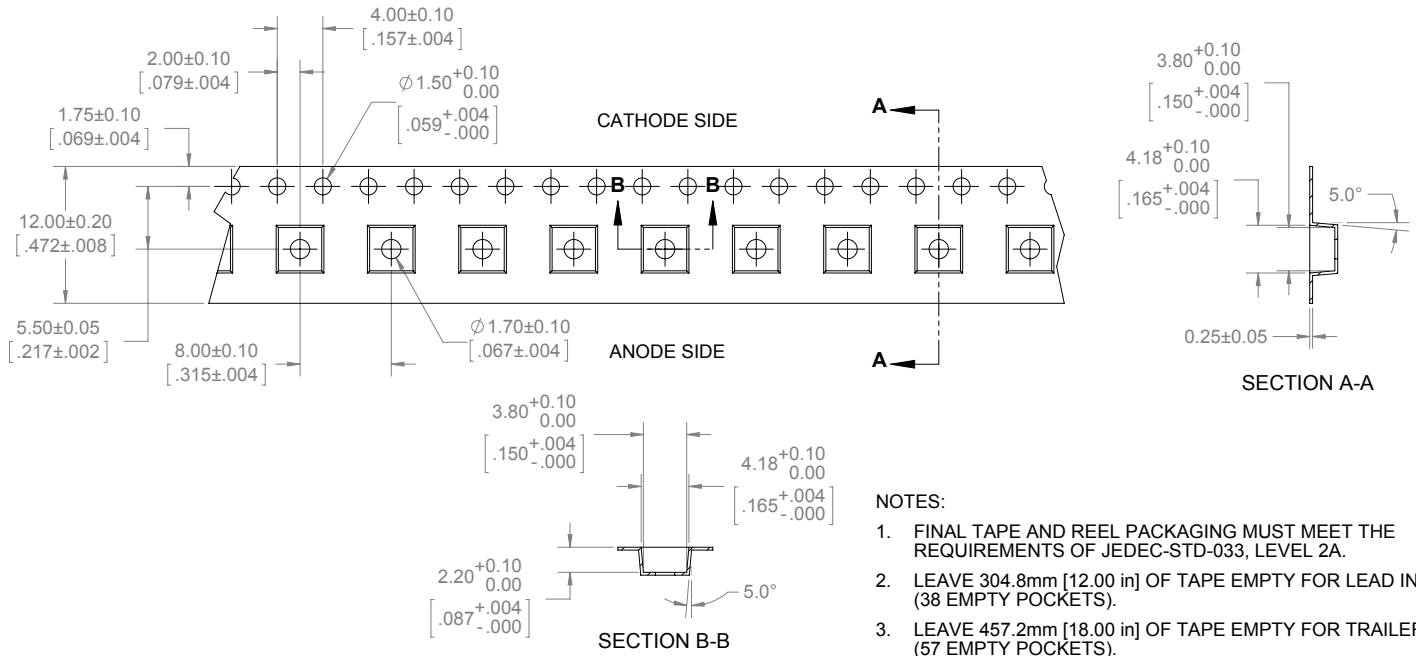 4.00±0.10
[.157±.004]
2.00±0.10
[.079±.004]
1.75±0.10
[.069±.004]
∅1.50 +0.10
0.00
[.059 +.004
-.000]
CATHODE SIDE
A
B
B
12.00±0.20
[.472±.008]
5.50±0.05
[.217±.002]
8.00±0.10
[.315±.004]
∅1.70±0.10
[.067±.004]
ANODE SIDE
A
3.80 +0.10
0.00
[.150 +.004
-.000]
4.18 +0.10
0.00
[.165 +.004
-.000]
5.0°
0.25±0.05
SECTION A-A
3.80 +0.10
0.00
[.150 +.004
-.000]
4.18 +0.10
0.00
[.165 +.004
-.000]
2.20 +0.10
0.00
[.087 +.004
-.000]
5.0°
SECTION B-B
NOTES:
1. FINAL TAPE AND REEL PACKAGING MUST MEET THE
REQUIREMENTS OF JEDEC-STD-033, LEVEL 2A.
2. LEAVE 304.8mm [12.00 in] OF TAPE EMPTY FOR LEAD IN
(38 EMPTY POCKETS).
3. LEAVE 457.2mm [18.00 in] OF TAPE EMPTY FOR TRAILER
(57 EMPTY POCKETS).